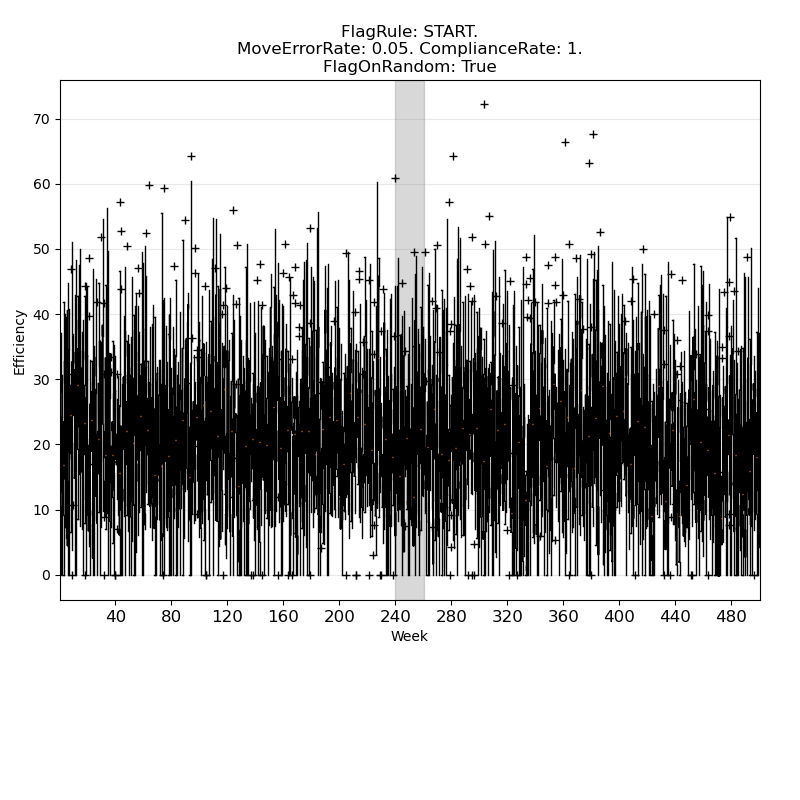 FlagRule: START.
MoveErrorRate: 0.05. ComplianceRate: 1.
FlagOnRandom: True
70
60
50
40
30
20
10
0
Efficiency
40 80 120 160 200 240 280 320 360 400 440 480
Week